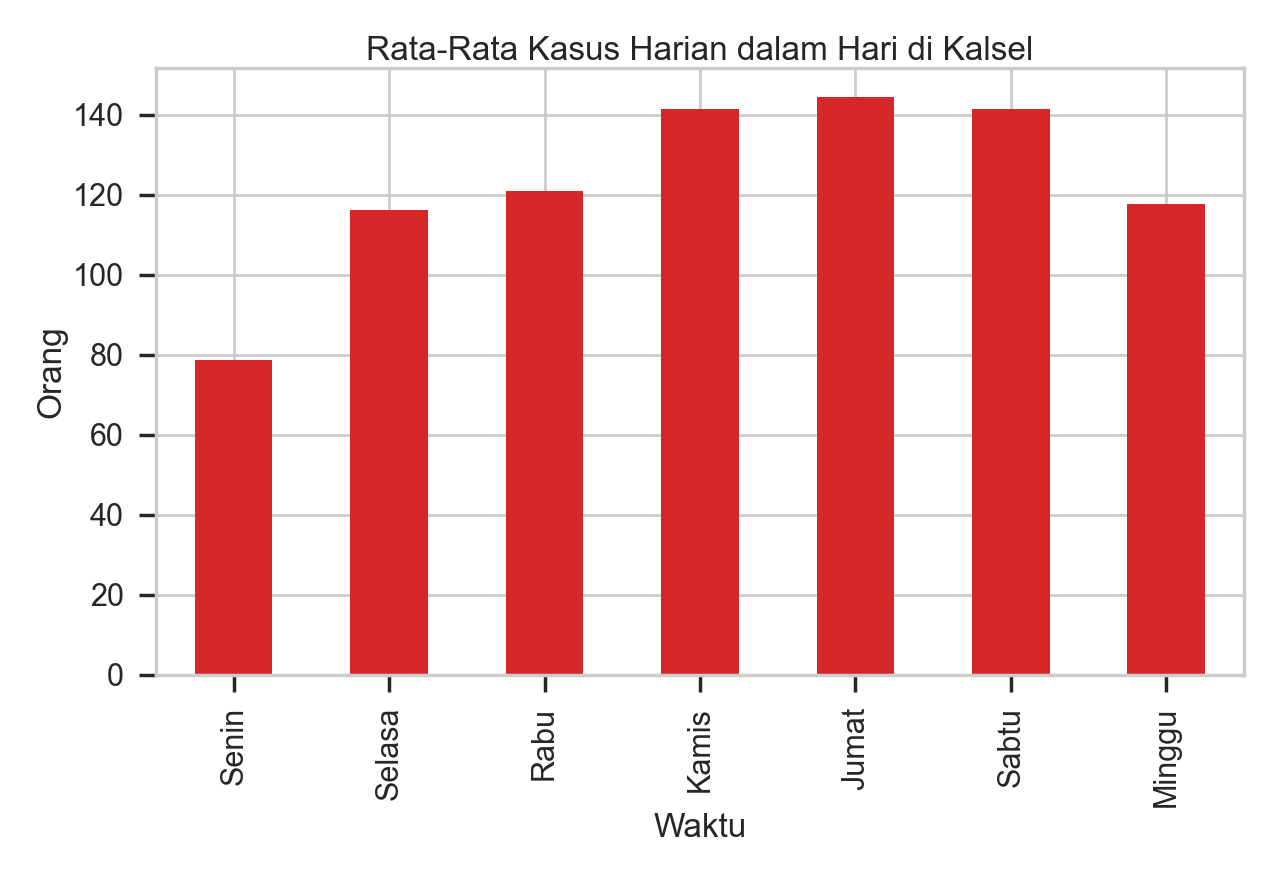 Rata-Rata Kasus Harian dalam Hari di Kalsel
140
120
100
80
60
40
20
0
Orang
Senin
Selasa
Rabu
Kamis
Jumat
Sabtu
Minggu
Waktu